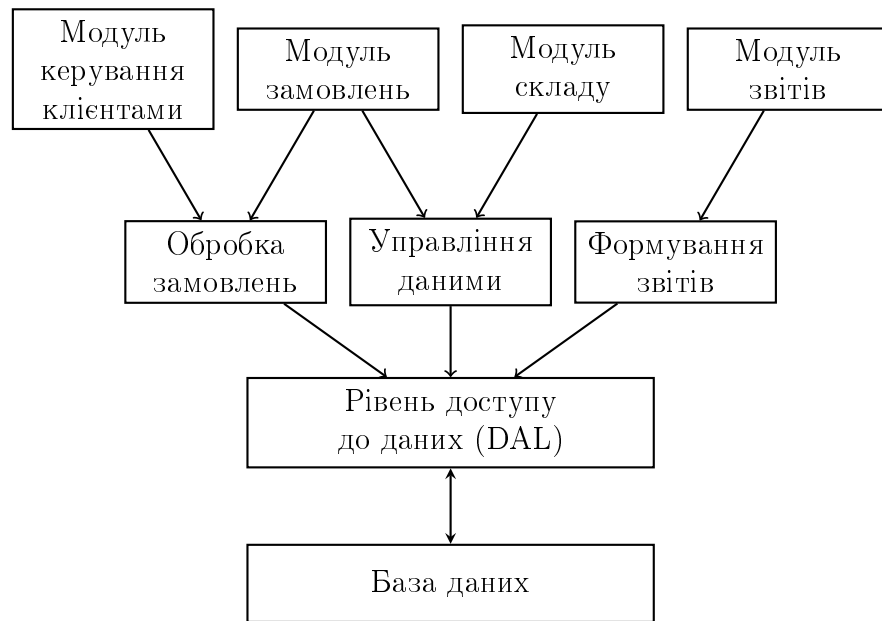 Модуль
керування
клієнтами
Модуль
замовлень
Модуль
складу
Модуль
звітів
Обробка
замовлень
Управління
даними
Формування
звітів
Рівень доступу
до даних (DAL)
База даних